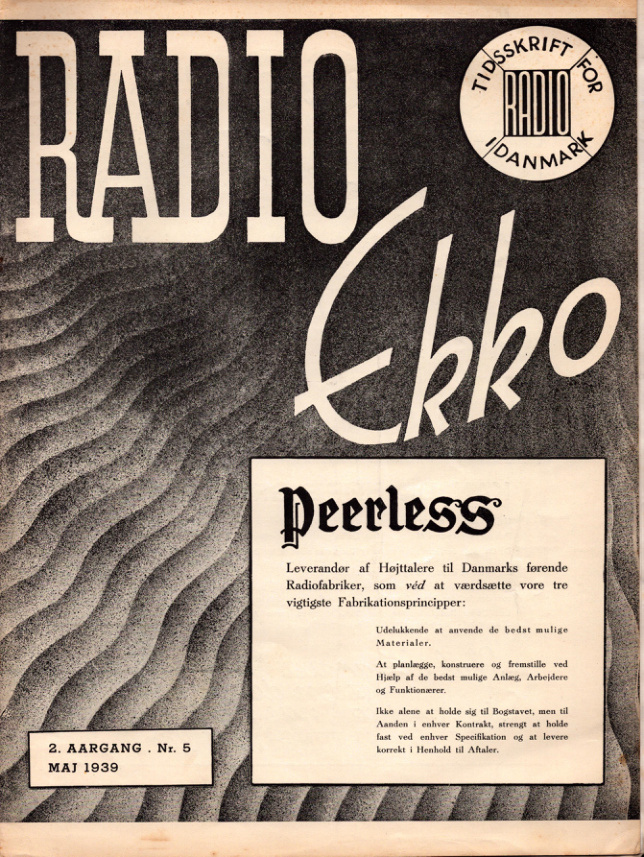 RADIO
Ekko
TIDSSKRIFT FOR
RADIO
I DANMARK
Peerless
Leverandør af Højttalere til Danmarks førende
Radiofabriker, som véd at værdsætte vore tre
vigtigste Fabrikationsprincipper:
Udelukkende at anvende de bedst mulige
Materialer.
At planlægge, konstruere og fremstille ved
Hjælp af de bedst mulige Anlæg, Arbejdere
og Funktionærer.
Ikke alene at holde sig til Bogstavet, men til
Aanden i enhver Kontrakt, strengt at holde
fast ved enhver Specifikation og at levere
korrekt i Henhold til Aftaler.
2. AARGANG . Nr. 5
MAJ 1939